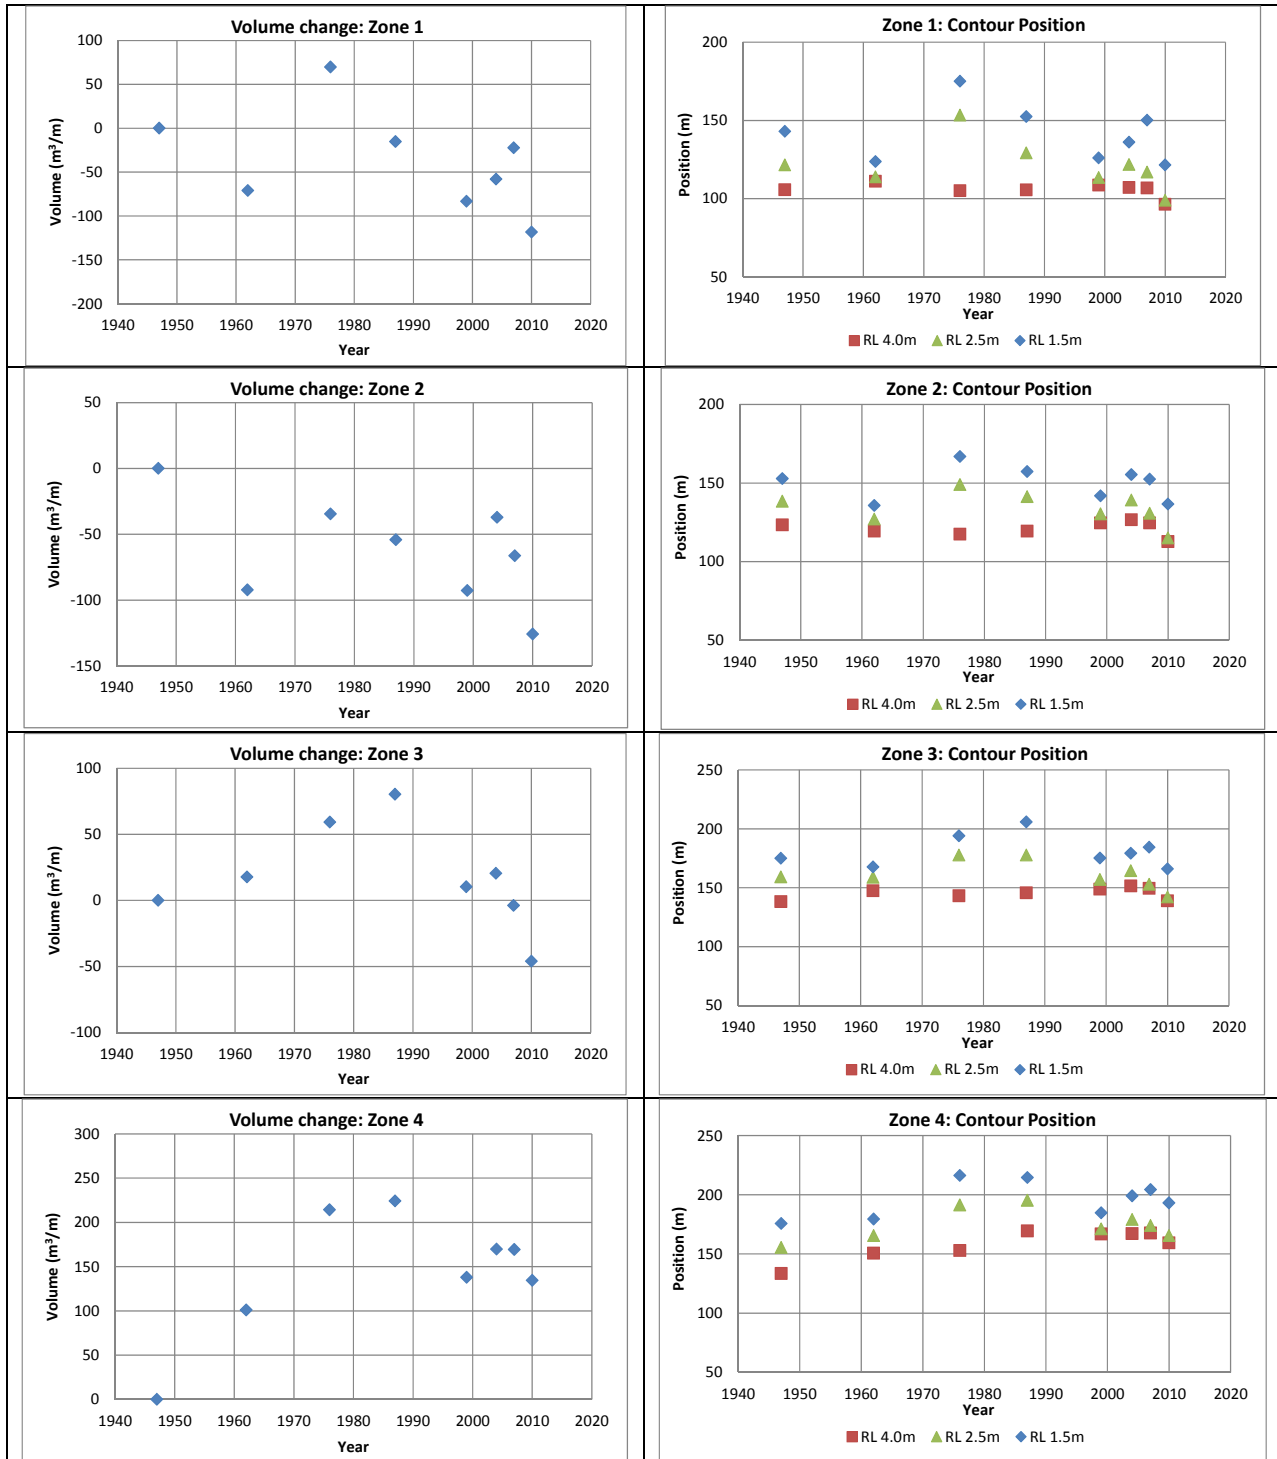 Volume change: Zone 1
100
50
0
-50
-100
-150
-200
Volume (m³/m)
1940 1950 1960 1970 1980 1990 2000 2010 2020
Year
Zone 1: Contour Position
200
150
100
50
Position (m)
1940 1950 1960 1970 1980 1990 2000 2010 2020
Year
RL 4.0m RL 2.5m RL 1.5m
Volume change: Zone 2
50
0
-50
-100
-150
Volume (m³/m)
1940 1950 1960 1970 1980 1990 2000 2010 2020
Year
Zone 2: Contour Position
200
150
100
50
Position (m)
1940 1950 1960 1970 1980 1990 2000 2010 2020
Year
RL 4.0m RL 2.5m RL 1.5m
Volume change: Zone 3
100
50
0
-50
-100
Volume (m³/m)
1940 1950 1960 1970 1980 1990 2000 2010 2020
Year
Zone 3: Contour Position
250
200
150
100
50
Position (m)
1940 1950 1960 1970 1980 1990 2000 2010 2020
Year
RL 4.0m RL 2.5m RL 1.5m
Volume change: Zone 4
300
250
200
150
100
50
0
Volume (m³/m)
1940 1950 1960 1970 1980 1990 2000 2010 2020
Year
Zone 4: Contour Position
250
200
150
100
50
Position (m)
1940 1950 1960 1970 1980 1990 2000 2010 2020
Year
RL 4.0m RL 2.5m RL 1.5m